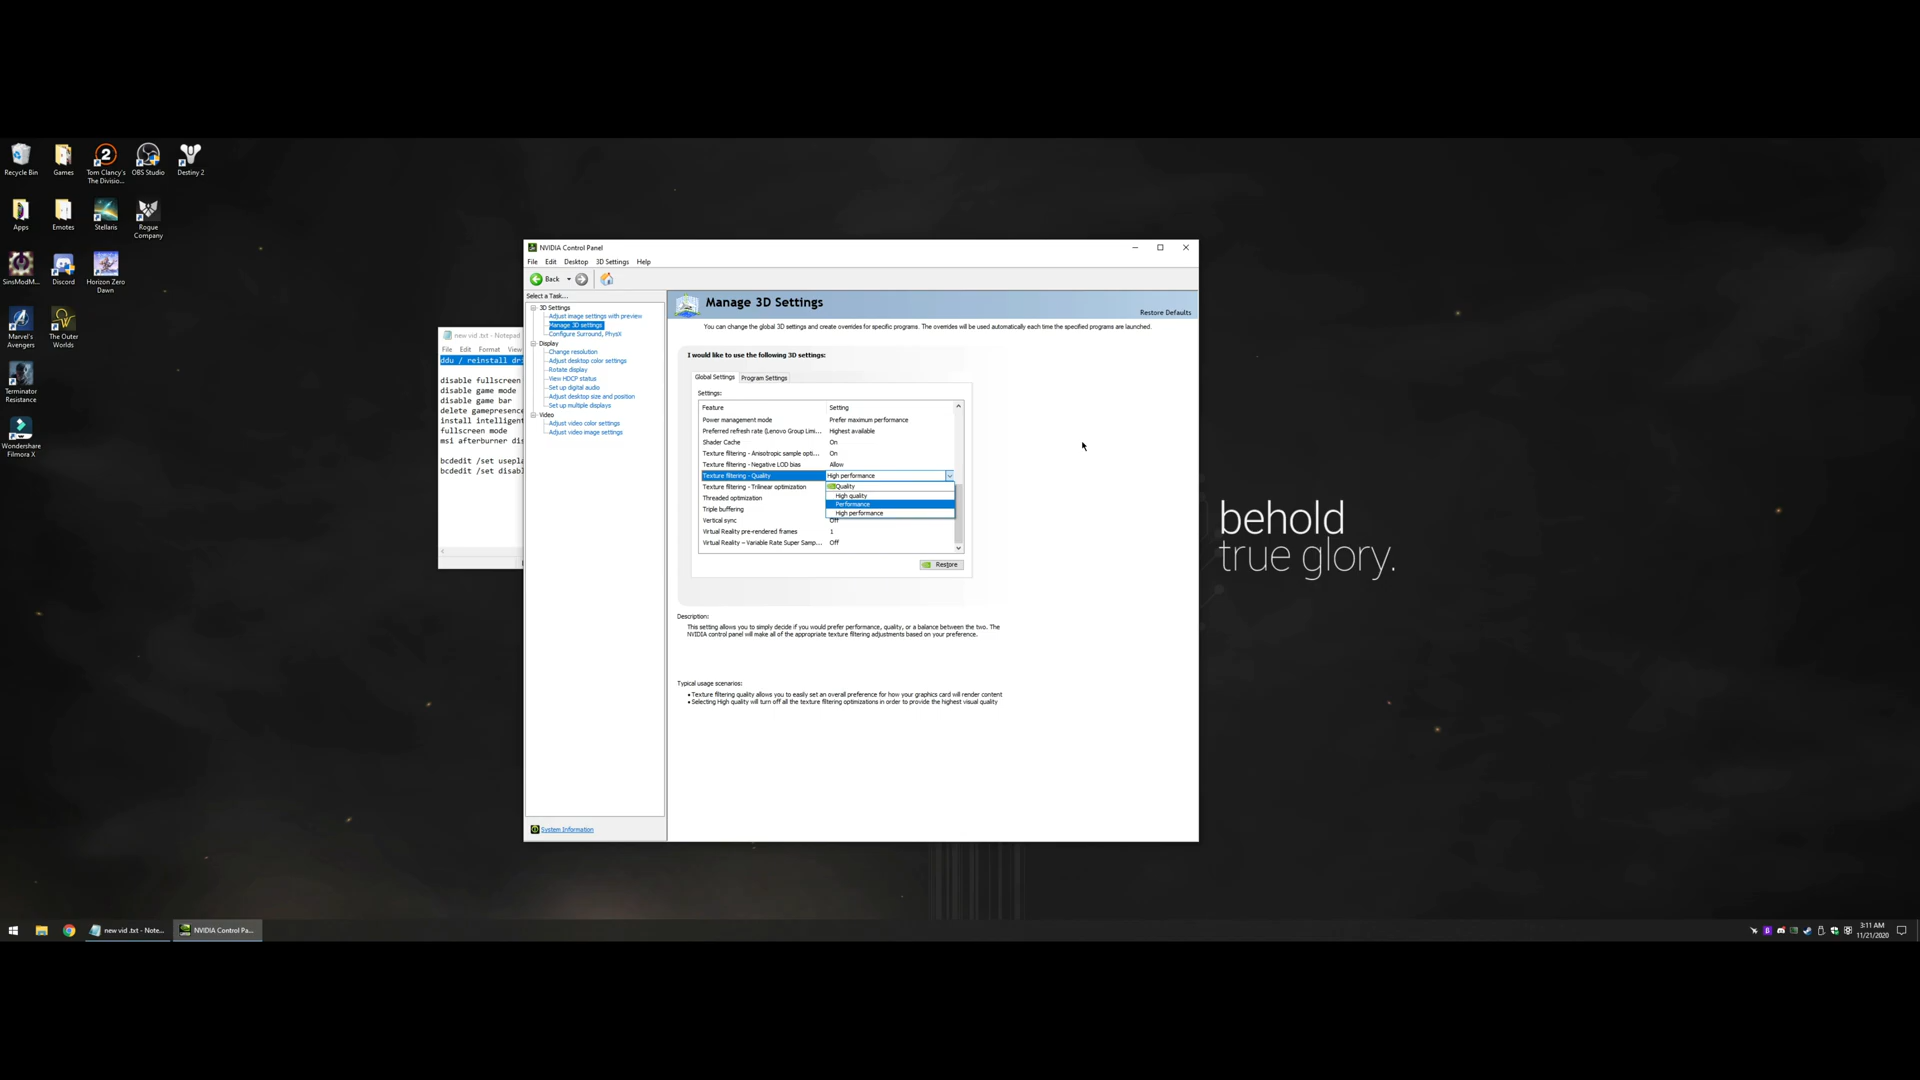 Recycle Bin
Games
Tom Clancy's
The Divisio...
OBS Studio
Destiny 2
Apps
Emotes
Stellaris
Rogue
Company
SinsModM...
Discord
Horizon Zero
Dawn
Marvel's
Avengers
The Outer
Worlds
Terminator
Resistance
Wondershare
Filmora X
new vid .txt - Notepad
File Edit Format View
ddu / reinstall dri
disable fullscreen
disable game mode
disable game bar
delete gamepresence
install intelligent
fullscreen mode
msi afterburner dis
bcdedit /set usepla
bcdedit /set disabl
NVIDIA Control Panel
File Edit Desktop 3D Settings Help
Back
Select a Task...
3D Settings
Adjust image settings with preview
Manage 3D settings
Configure Surround, PhysX
Display
Change resolution
Adjust desktop color settings
Rotate display
View HDCP status
Set up digital audio
Adjust desktop size and position
Set up multiple displays
Video
Adjust video color settings
Adjust video image settings
System Information
Manage 3D Settings
Restore Defaults
You can change the global 3D settings and create overrides for specific programs. The overrides will be used automatically each time the specified programs are launched.
I would like to use the following 3D settings:
Global Settings Program Settings
Settings:
Feature Setting
Power management mode Prefer maximum performance
Preferred refresh rate (Lenovo Group Limi... Highest available
Shader Cache On
Texture filtering - Anisotropic sample opti... On
Texture filtering - Negative LOD bias Allow
Texture filtering - Quality High performance
Texture filtering - Trilinear optimization
Quality
High quality
Performance
High performance
Threaded optimization
Triple buffering
Vertical sync Off
Virtual Reality pre-rendered frames 1
Virtual Reality – Variable Rate Super Samp... Off
Restore
Description:
This setting allows you to simply decide if you would prefer performance, quality, or a balance between the two. The
NVIDIA control panel will make all of the appropriate texture filtering adjustments based on your preference.
Typical usage scenarios:
• Texture filtering quality allows you to easily set an overall preference for how your graphics card will render content
• Selecting High quality will turn off all the texture filtering optimizations in order to provide the highest visual quality
behold
true glory.
new vid .txt - Note...
NVIDIA Control Pa...
3:11 AM
11/21/2020